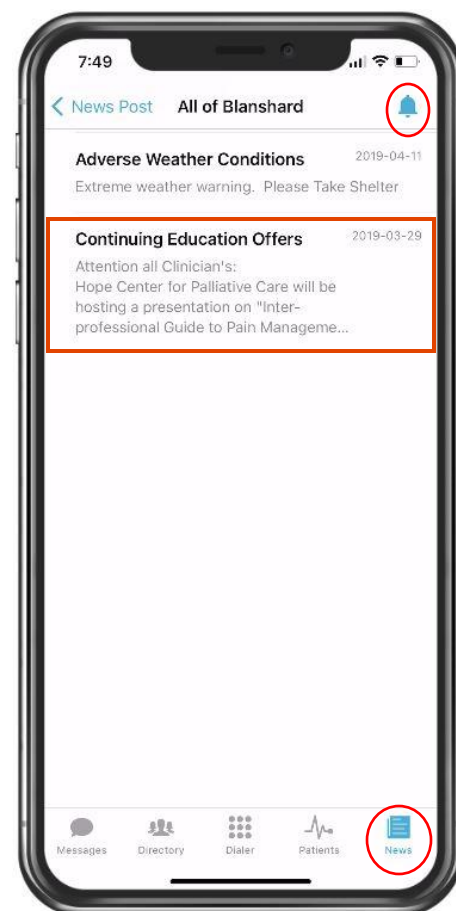 7:49
News Post All of Blanshard
Adverse Weather Conditions 2019-04-11
Extreme weather warning. Please Take Shelter
Continuing Education Offers 2019-03-29
Attention all Clinician's:
Hope Center for Palliative Care will be
hosting a presentation on "Inter-
professional Guide to Pain Manageme...
Messages Directory Dialer Patients News